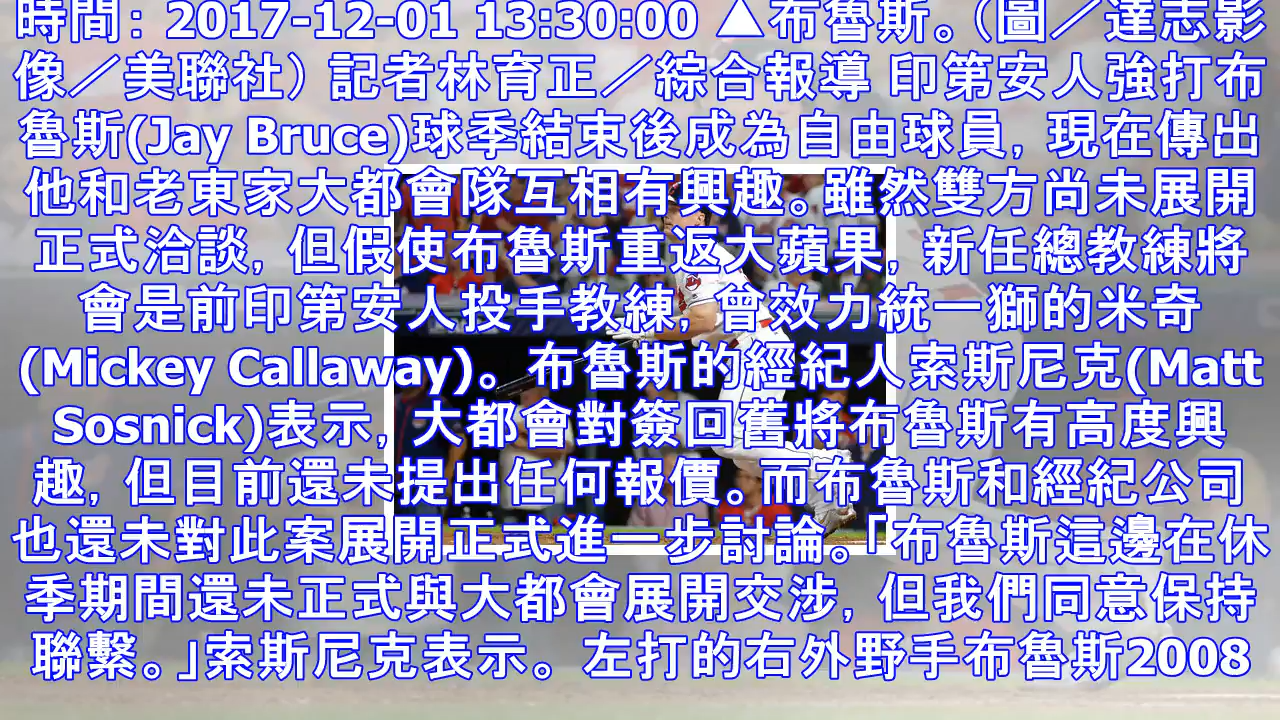 時間：2017-12-01 13:30:00 ▲布魯斯。（圖／達志影
像／美聯社） 記者林育正／綜合報導 印第安人強打布
魯斯(Jay Bruce)球季結束後成為自由球員，現在傳出
他和老東家大都會隊互相有興趣。雖然雙方尚未展開
正式洽談，但假使布魯斯重返大蘋果，新任總教練將
會是前印第安人投手教練，曾效力統一獅的米奇
(Mickey Callaway)。布魯斯的經紀人索斯尼克(Matt
Sosnick)表示，大都會對簽回舊將布魯斯有高度興
趣，但目前還未提出任何報價。而布魯斯和經紀公司
也還未對此案展開正式進一步討論。「布魯斯這邊在休
季期間還未正式與大都會展開交涉，但我們同意保持
聯繫。」索斯尼克表示。 左打的右外野手布魯斯2008